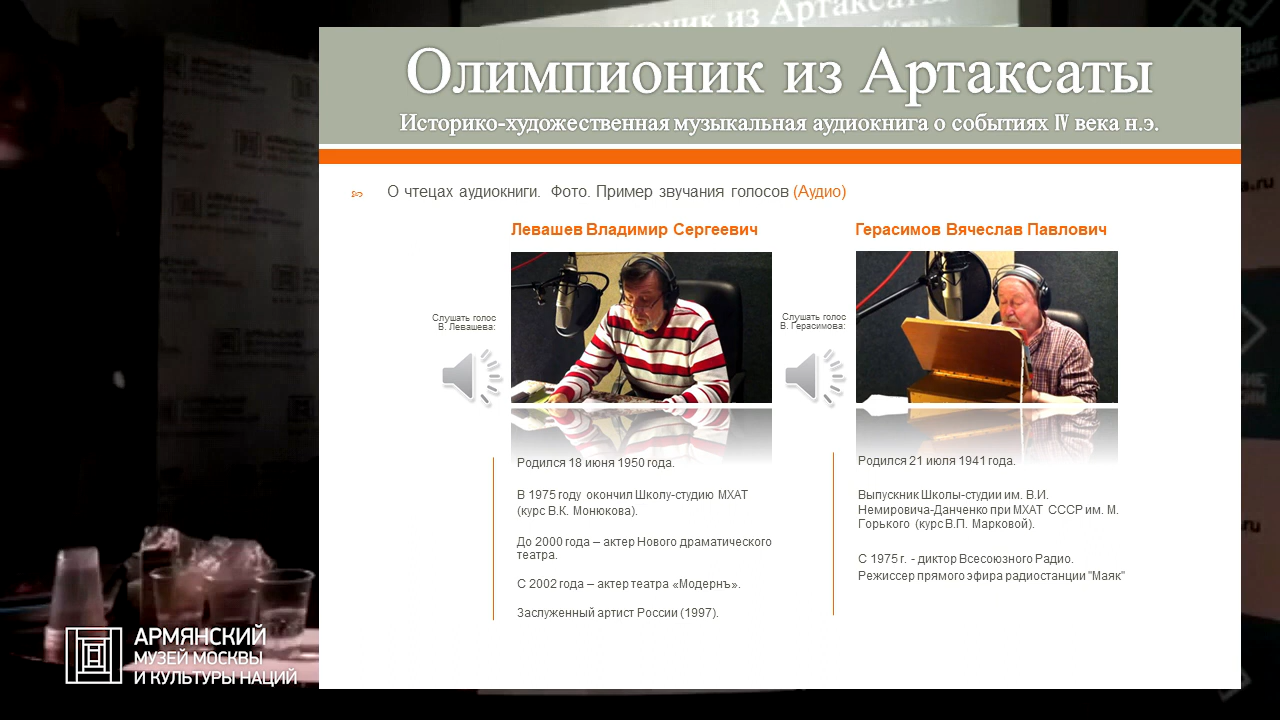 Олимпионик из Артаксаты
Историко-художественная музыкальная аудиокнига о событиях IV века н.э.
О чтецах аудиокниги. Фото. Пример звучания голосов (Аудио)
Левашев Владимир Сергеевич
Слушать голос
В. Левашева:
Родился 18 июня 1950 года.
В 1975 году окончил Школу-студию МХАТ
(курс В.К. Монюкова).
До 2000 года – актер Нового драматического
театра.
С 2002 года – актер театра «Модернъ».
Заслуженный артист России (1997).
Герасимов Вячеслав Павлович
Слушать голос
В. Герасимова:
Родился 21 июля 1941 года.
Выпускник Школы-студии им. В.И.
Немировича-Данченко при МХАТ СССР им. М.
Горького (курс В.П. Марковой).
С 1975 г. - диктор Всесоюзного Радио.
Режиссер прямого эфира радиостанции "Маяк"
АРМЯНСКИЙ
МУЗЕЙ МОСКВЫ
И КУЛЬТУРЫ НАЦИЙ